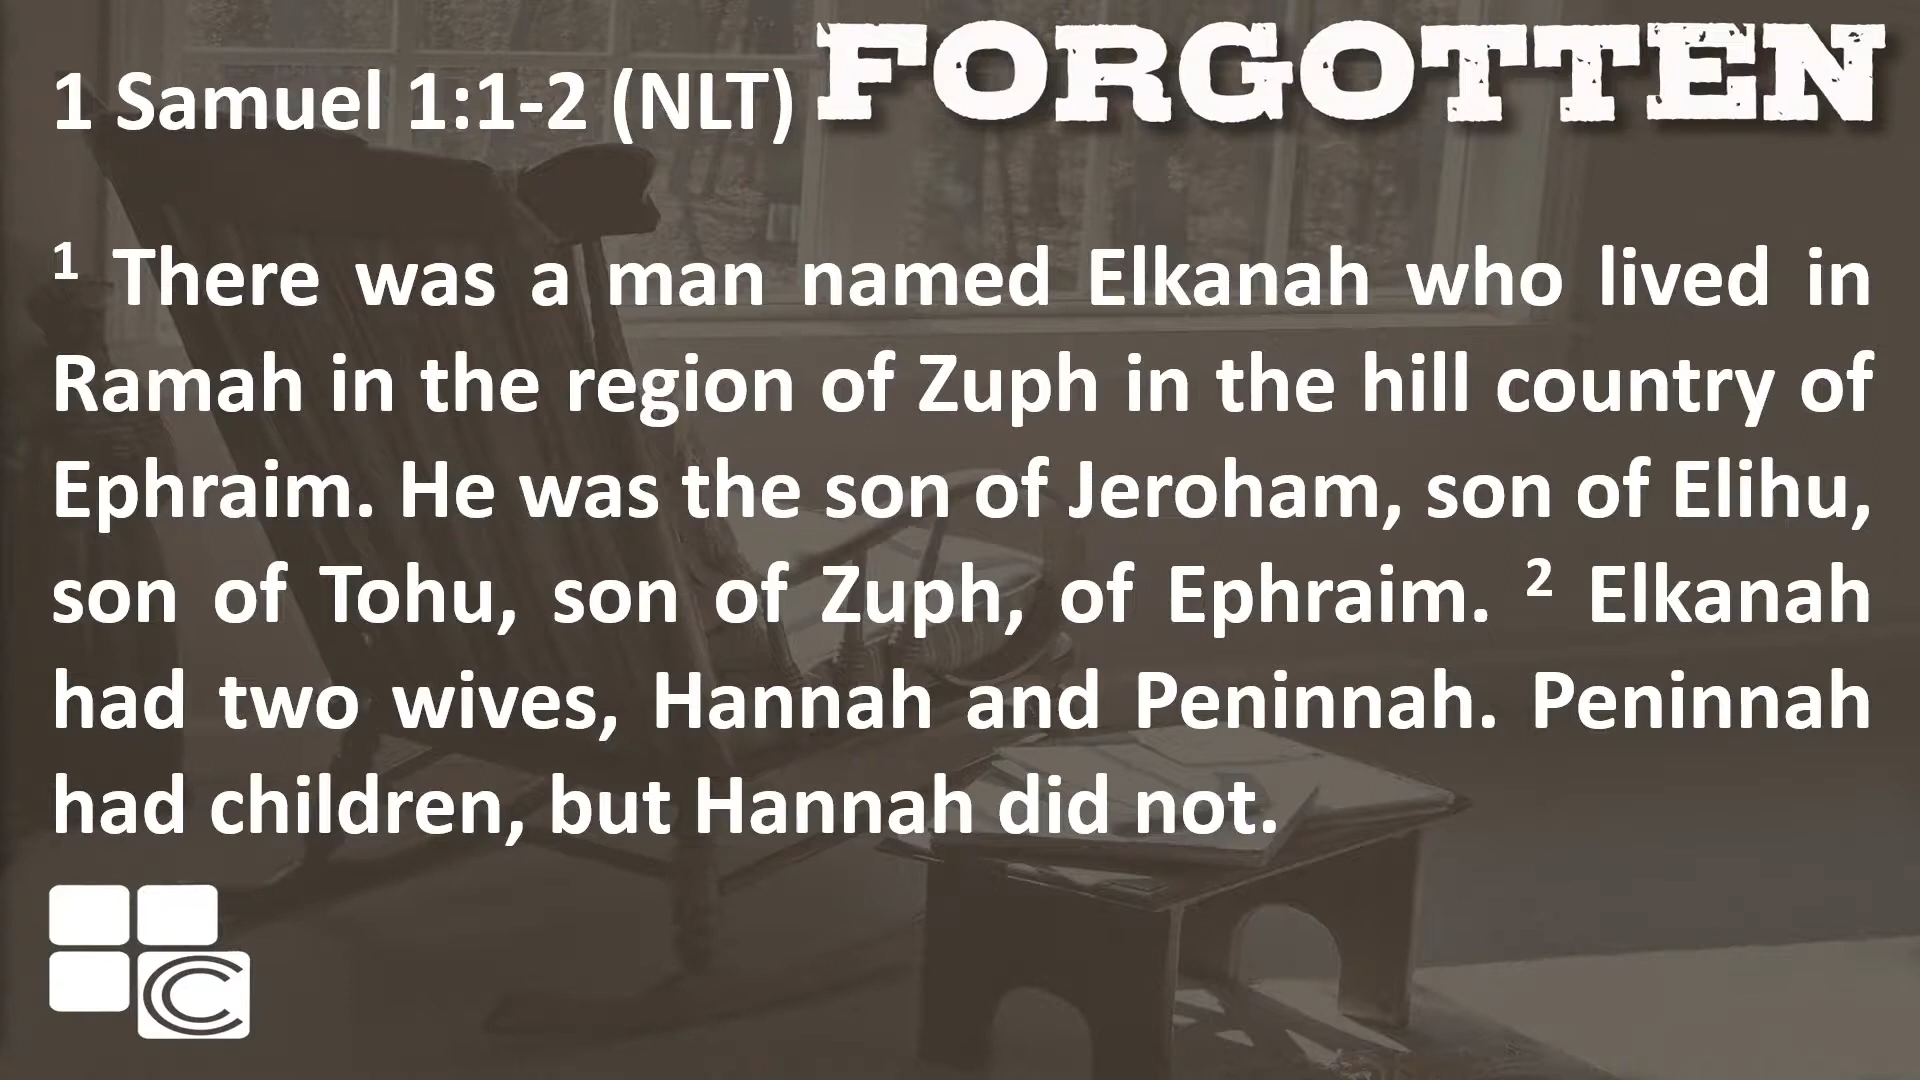 1 Samuel 1:1-2 (NLT) FORGOTTEN
1 There was a man named Elkanah who lived in
Ramah in the region of Zuph in the hill country of
Ephraim. He was the son of Jeroham, son of Elihu,
son of Tohu, son of Zuph, of Ephraim. 2 Elkanah
had two wives, Hannah and Peninnah. Peninnah
had children, but Hannah did not.
C